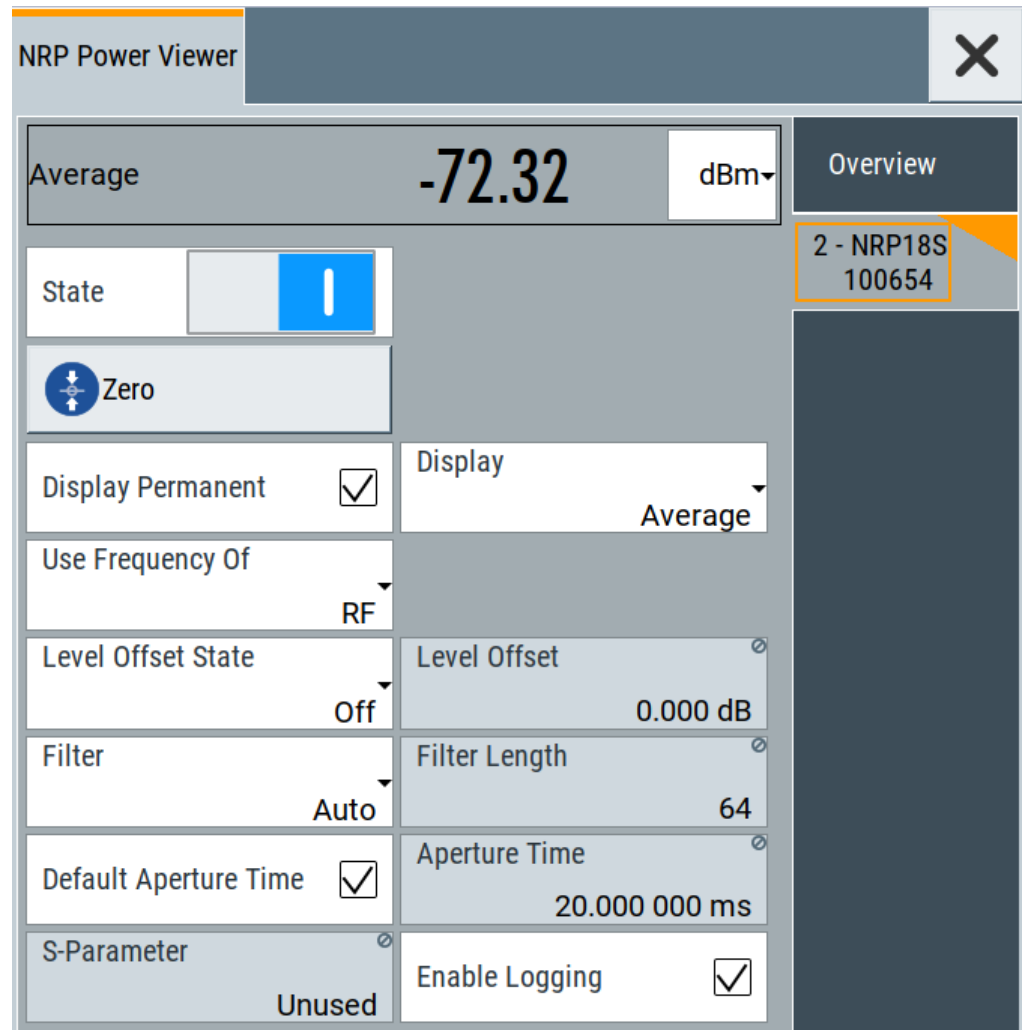 NRP Power Viewer
Average -72.32 dBm
Overview
2 - NRP18S
100654
State
Zero
Display Permanent
Display
Average
Use Frequency Of
RF
Level Offset State
Off
Level Offset
0.000 dB
Filter
Auto
Filter Length
64
Default Aperture Time
Aperture Time
20.000 000 ms
S-Parameter
Unused
Enable Logging